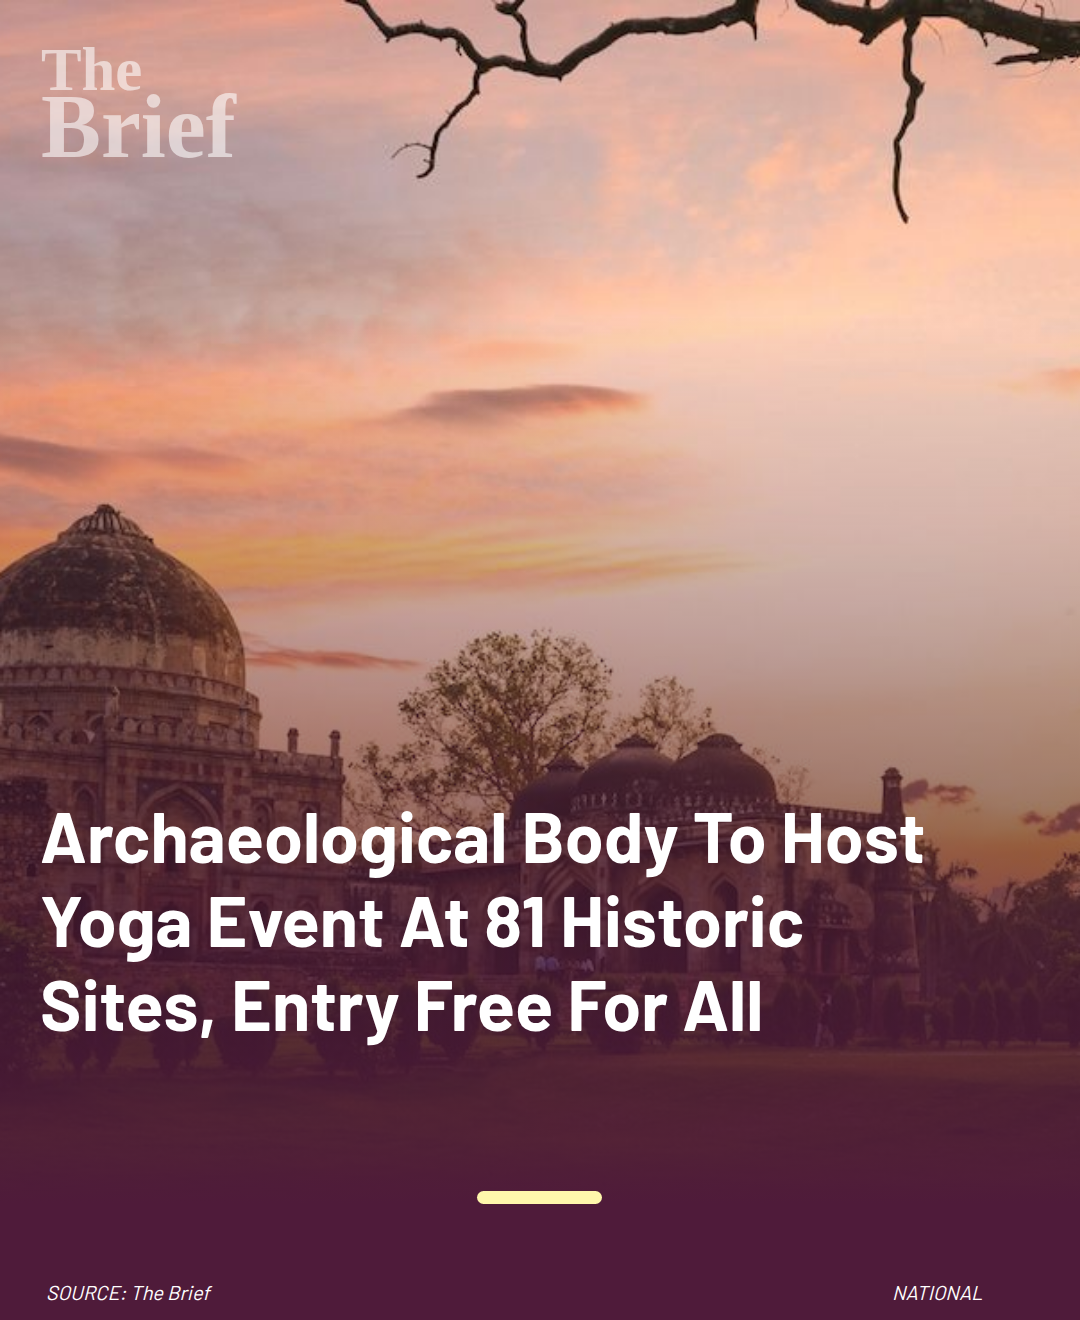 The
Brief
Archaeological Body To Host
Yoga Event At 81 Historic
Sites, Entry Free For All
SOURCE: The Brief
NATIONAL